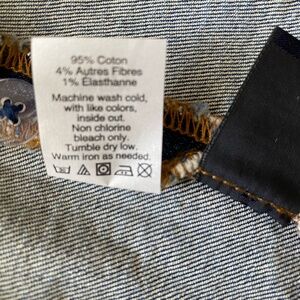 95% Coton
4% Autres Fibres
1% Élasthanne
Machine wash cold,
with like colors,
inside out.
Non chlorine
bleach only.
Tumble dry low.
Warm iron as needed.